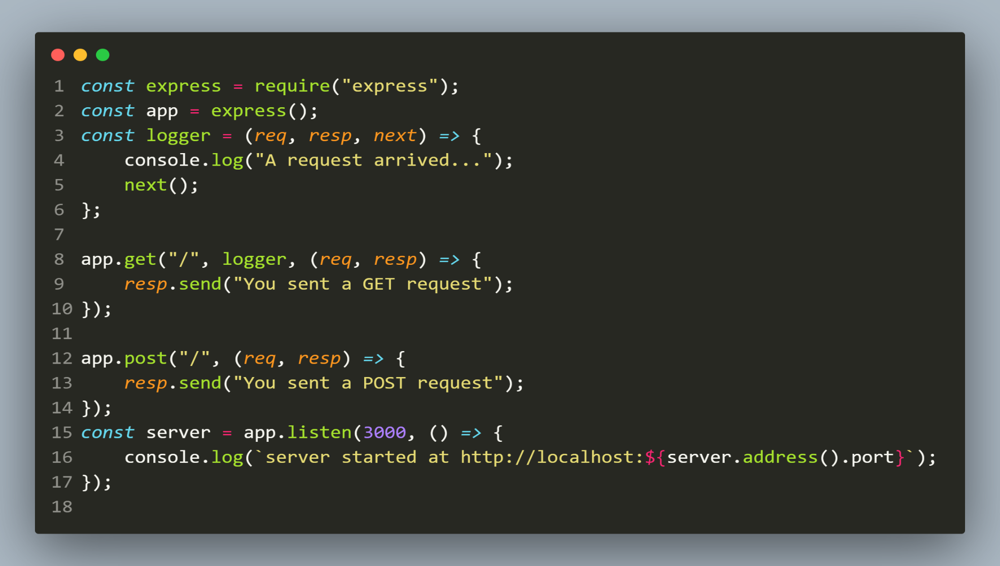 1 const express = require("express");
2 const app = express();
3 const logger = (req, resp, next) => {
4     console.log("A request arrived...");
5     next();
6 };
7
8 app.get("/", logger, (req, resp) => {
9     resp.send("You sent a GET request");
10 });
11
12 app.post("/", (req, resp) => {
13     resp.send("You sent a POST request");
14 });
15 const server = app.listen(3000, () => {
16     console.log(`server started at http://localhost:${server.address().port}`);
17 });
18